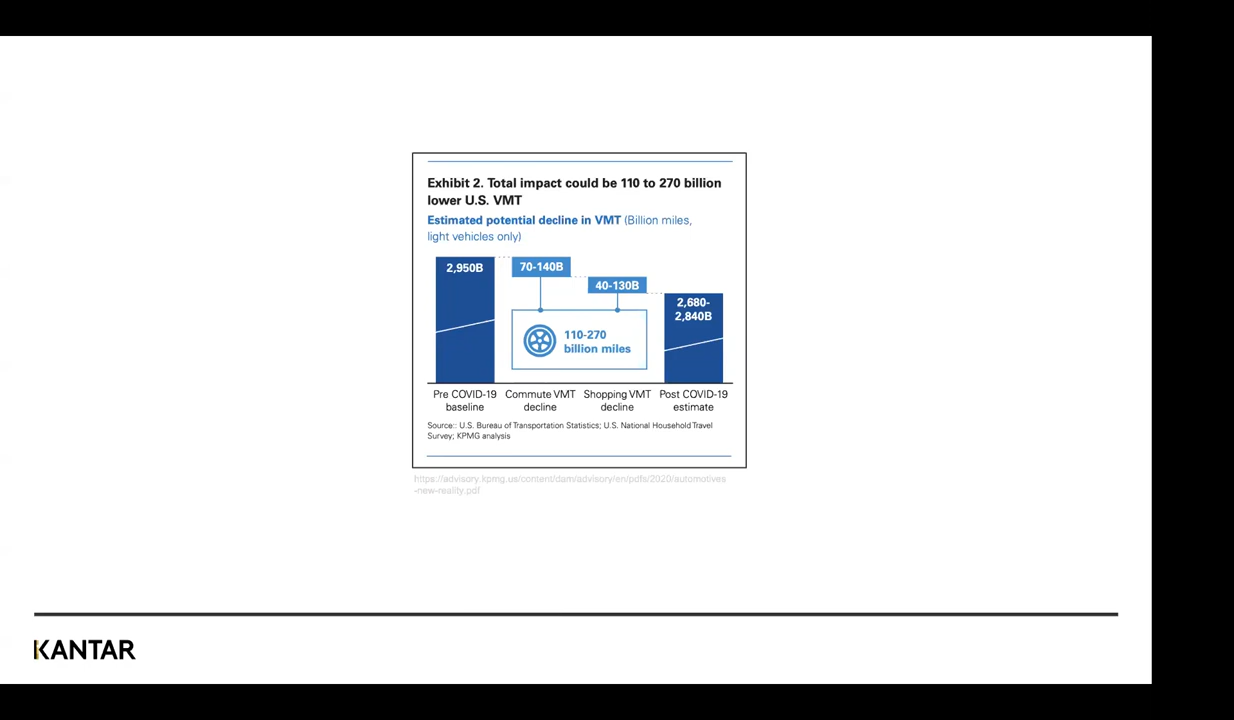 Exhibit 2. Total impact could be 110 to 270 billion
lower U.S. VMT
Estimated potential decline in VMT (Billion miles,
light vehicles only)
2,950B
70-140B
40-130B
2,680-
2,840B
110-270
billion miles
Pre COVID-19
baseline
Commute VMT
decline
Shopping VMT
decline
Post COVID-19
estimate
Source:: U.S. Bureau of Transportation Statistics; U.S. National Household Travel
Survey; KPMG analysis
https://advisory.kpmg.us/content/dam/advisory/en/pdfs/2020/automotives
-new-reality.pdf
KANTAR